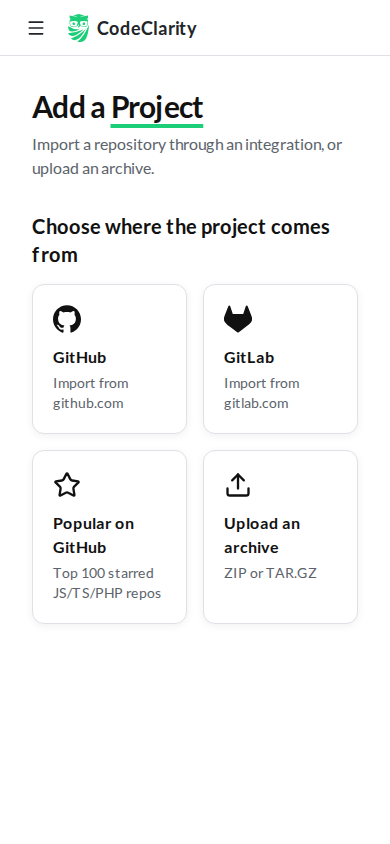 CodeClarity
Add a Project
Import a repository through an integration, or
upload an archive.
Choose where the project comes
from
GitHub
Import from
github.com
GitLab
Import from
gitlab.com
Popular on
GitHub
Top 100 starred
JS/TS/PHP repos
Upload an
archive
ZIP or TAR.GZ